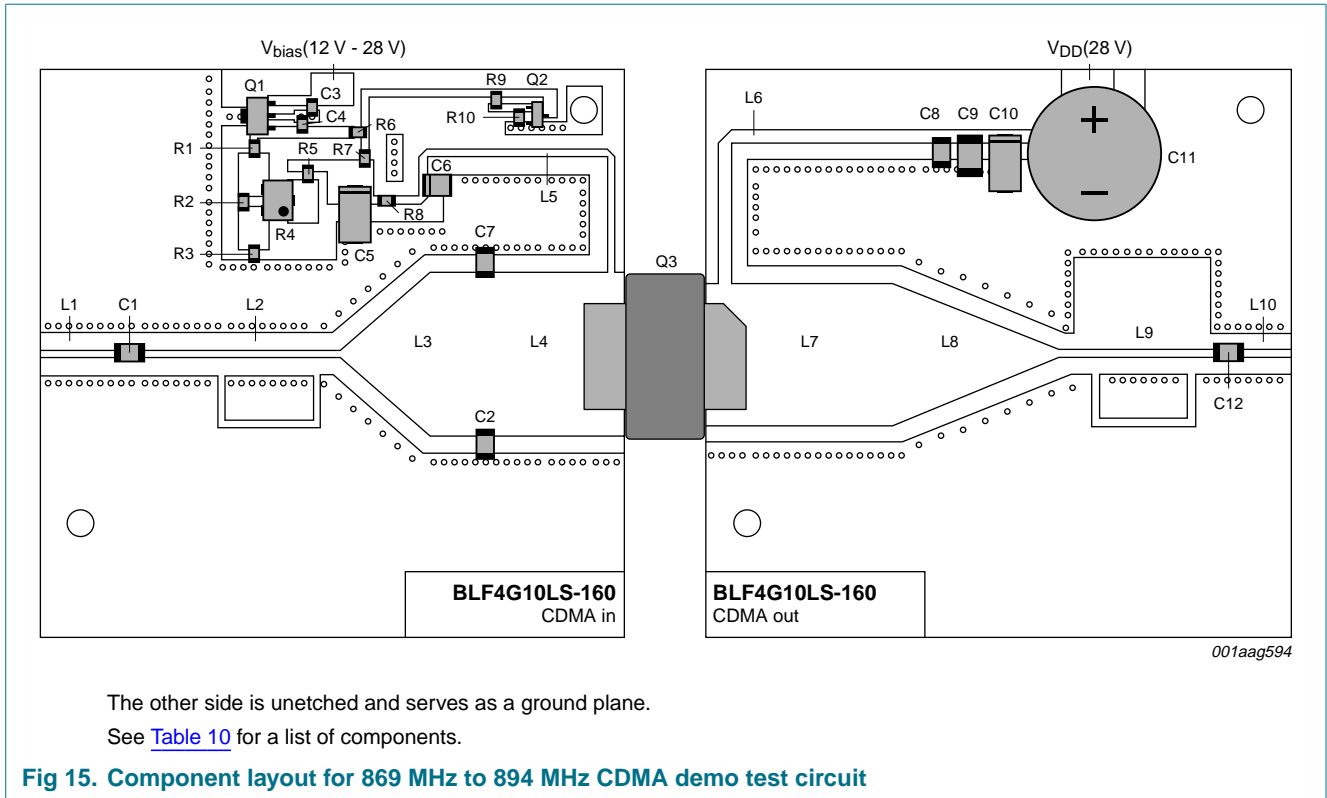 Vbias(12 V - 28 V)
VDD(28 V)
Q1
C3
C4
R9
Q2
R10
R6
R1
R5
R7
C6
R2
R4
R8
L5
R3
C5
C7
L6
C8
C9
C10
+
−
C11
Q3
L1
C1
L2
L3
L4
L7
L8
L9
L10
C2
C12
BLF4G10LS-160
CDMA in
BLF4G10LS-160
CDMA out
001aag594
The other side is unetched and serves as a ground plane.
See Table 10 for a list of components.
Fig 15. Component layout for 869 MHz to 894 MHz CDMA demo test circuit